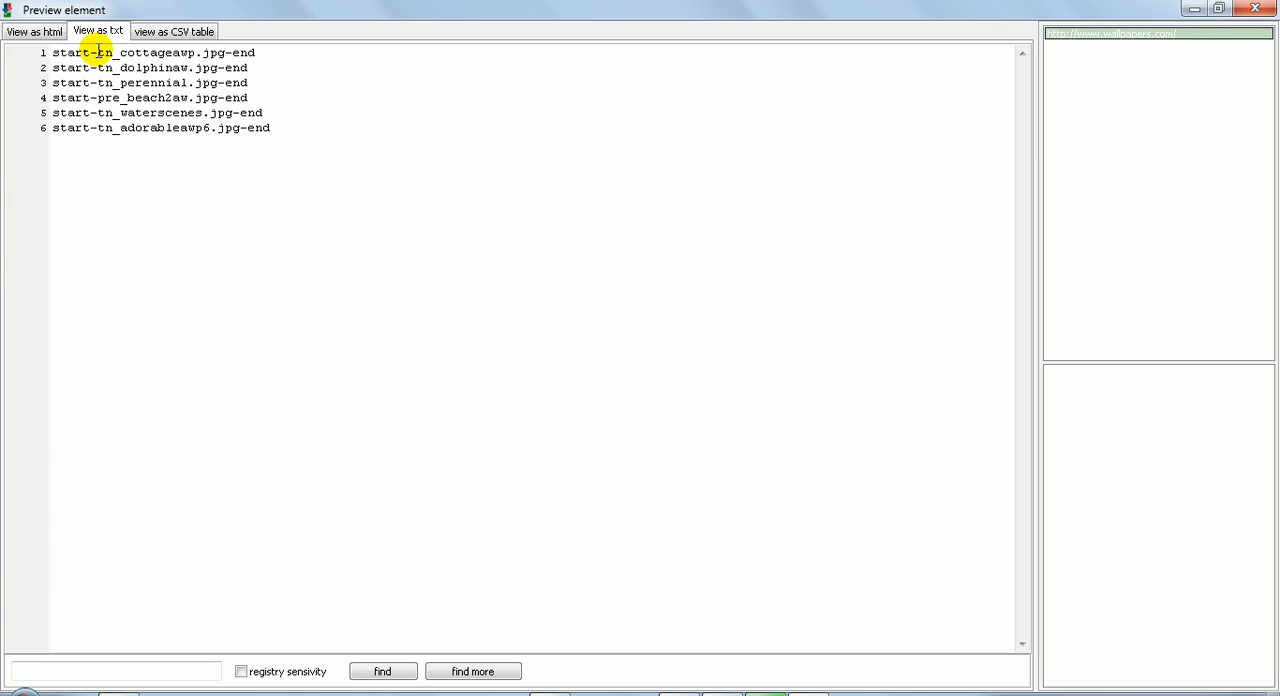 Preview element
View as html View as txt view as CSV table
http://www.wallpapers.com/
1 start-tn_cottageawp.jpg-end
2 start-tn_dolphinaw.jpg-end
3 start-tn_perennial.jpg-end
4 start-pre_beach2aw.jpg-end
5 start-tn_waterscenes.jpg-end
6 start-tn_adorableawp6.jpg-end
registry sensivity find find more